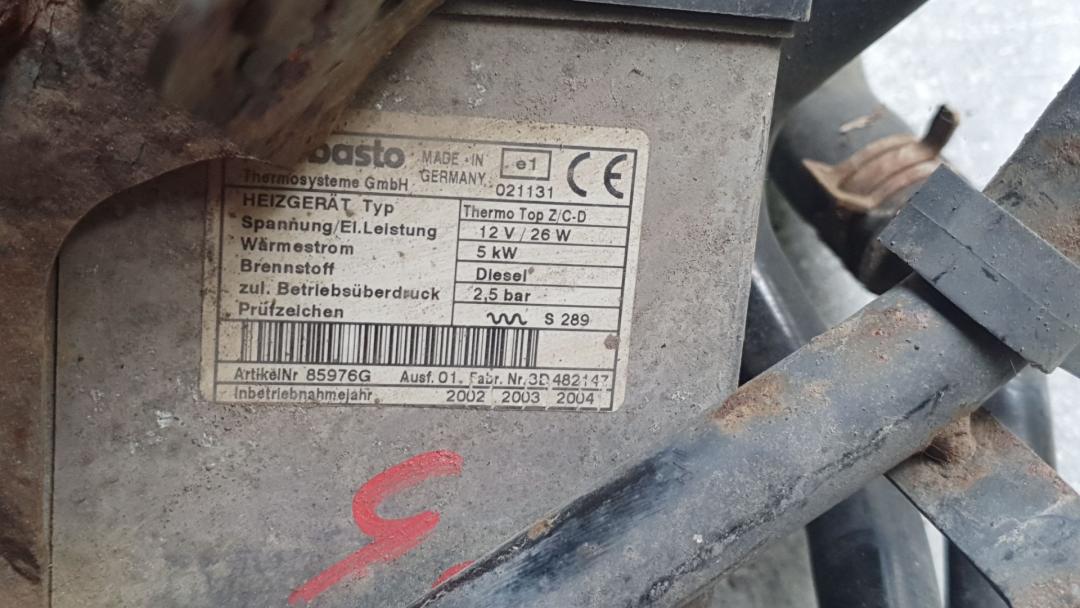 basto MADE IN GERMANY e1 CE
Thermosysteme GmbH 021131
HEIZGERÄT Typ Thermo Top Z/C-D
Spannung/El.Leistung 12 V / 26 W
Wärmestrom 5 kW
Brennstoff Diesel
zul. Betriebsüberdruck 2,5 bar
Prüfzeichen S 289
ArtikelNr 85976G Ausf. 01. Fabr. Nr. 3D 482147
Inbetriebnahmejahr 2002 2003 2004